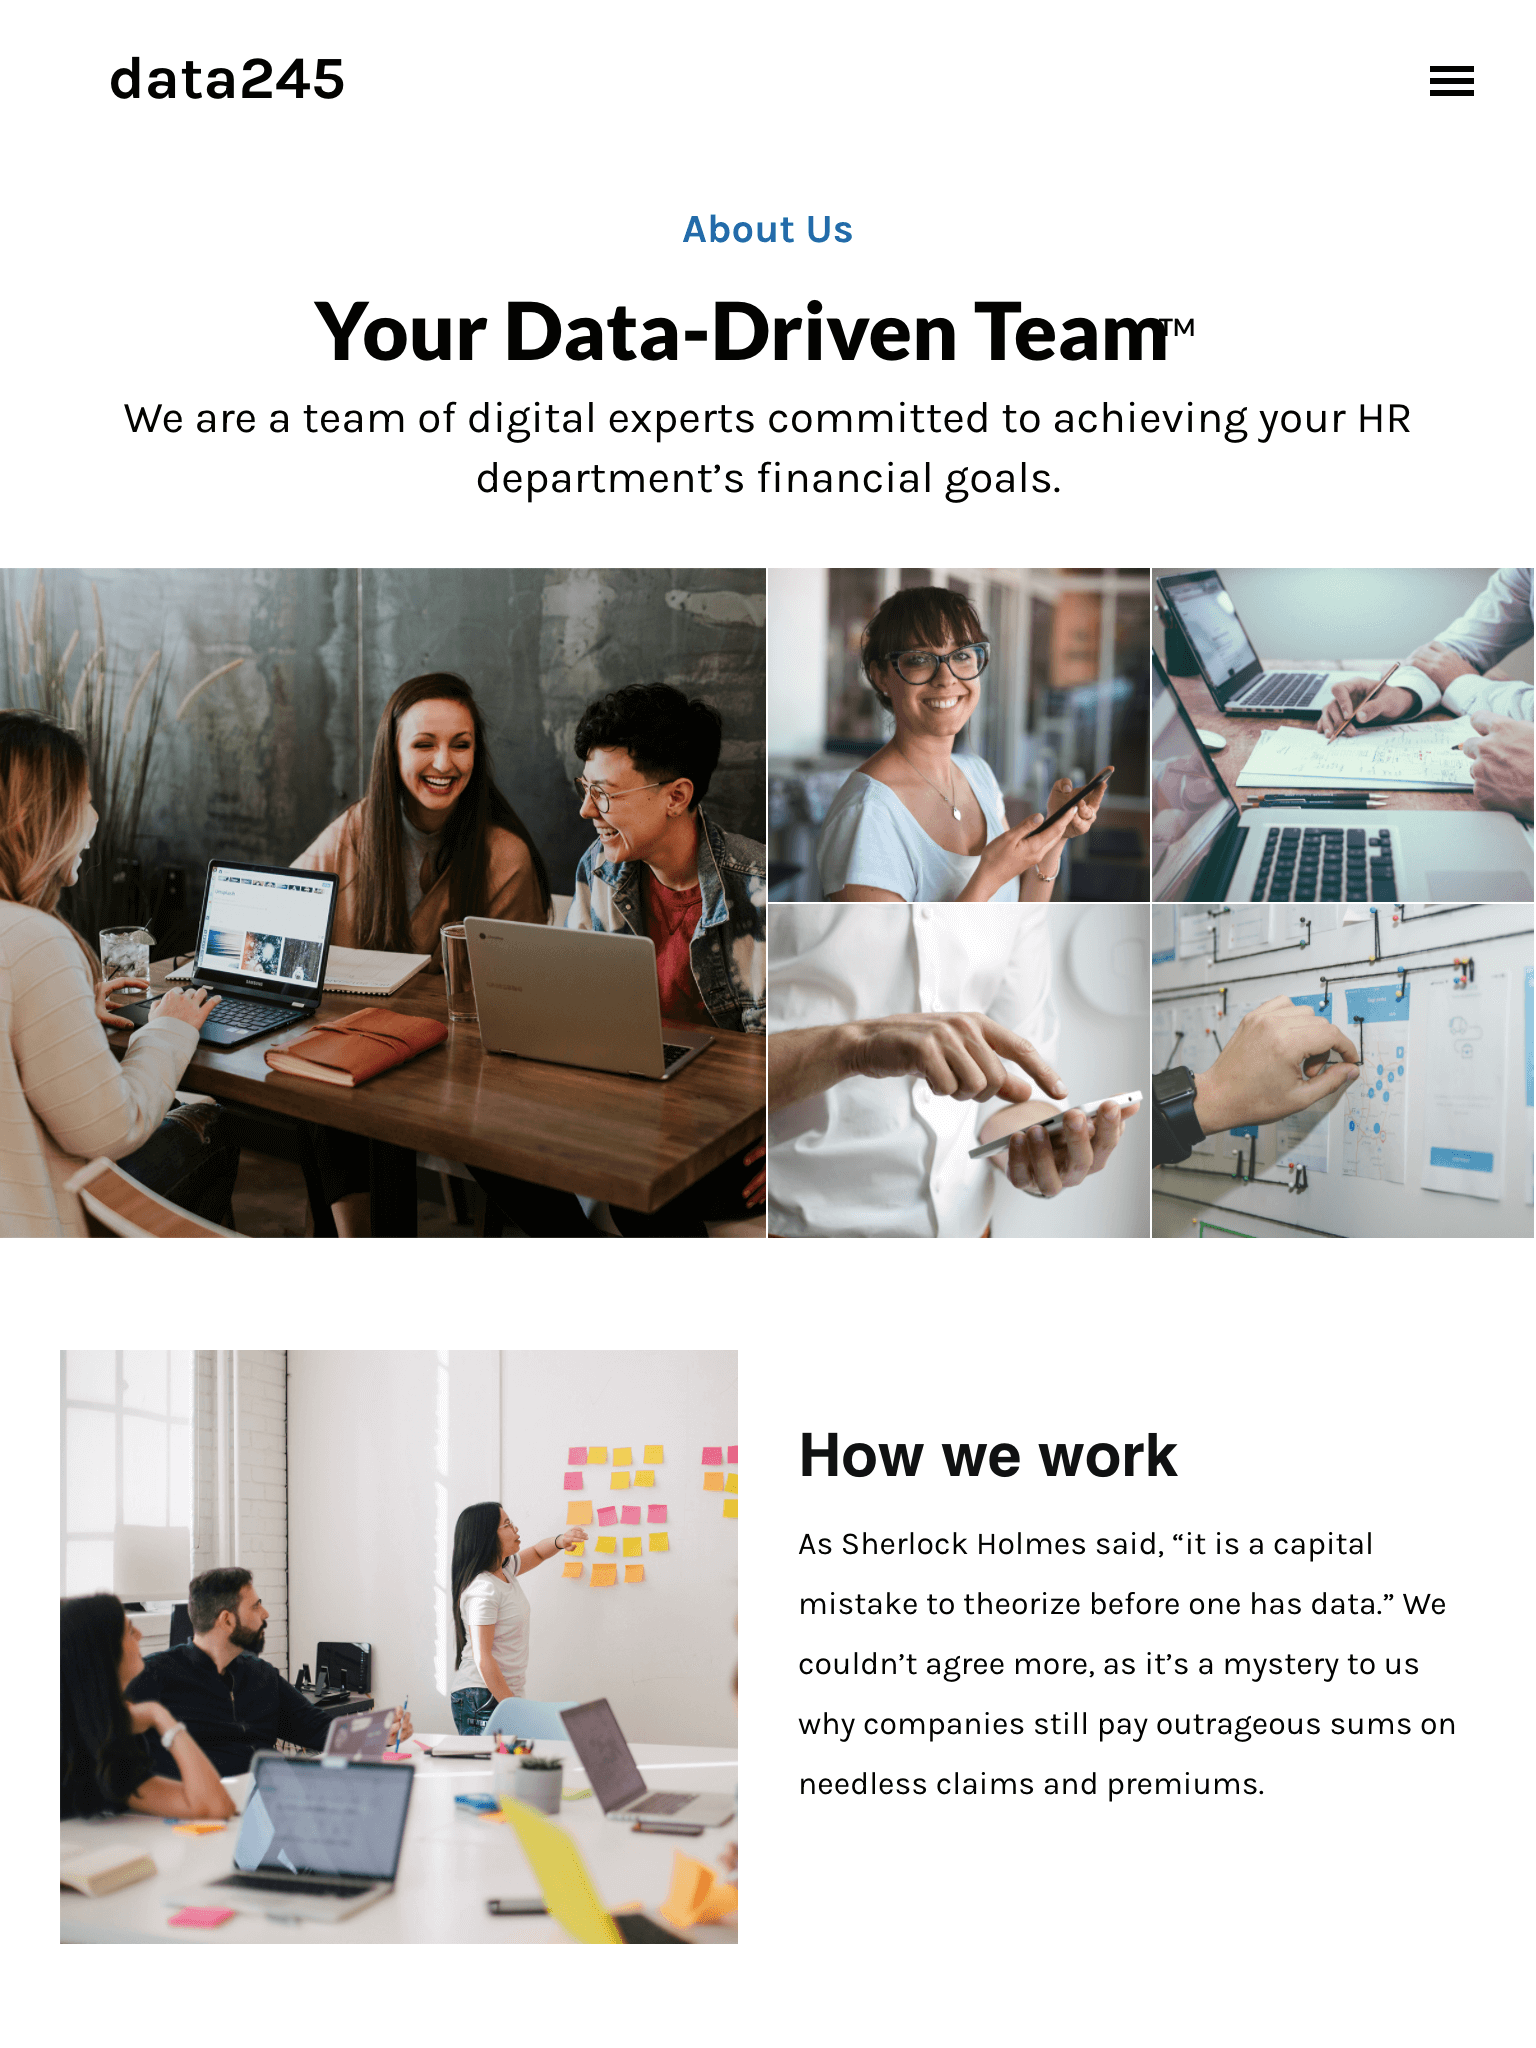 data245
About Us
Your Data-Driven Team™
We are a team of digital experts committed to achieving your HR
department’s financial goals.
SAMSUNG
How we work
As Sherlock Holmes said, “it is a capital
mistake to theorize before one has data.” We
couldn’t agree more, as it’s a mystery to us
why companies still pay outrageous sums on
needless claims and premiums.